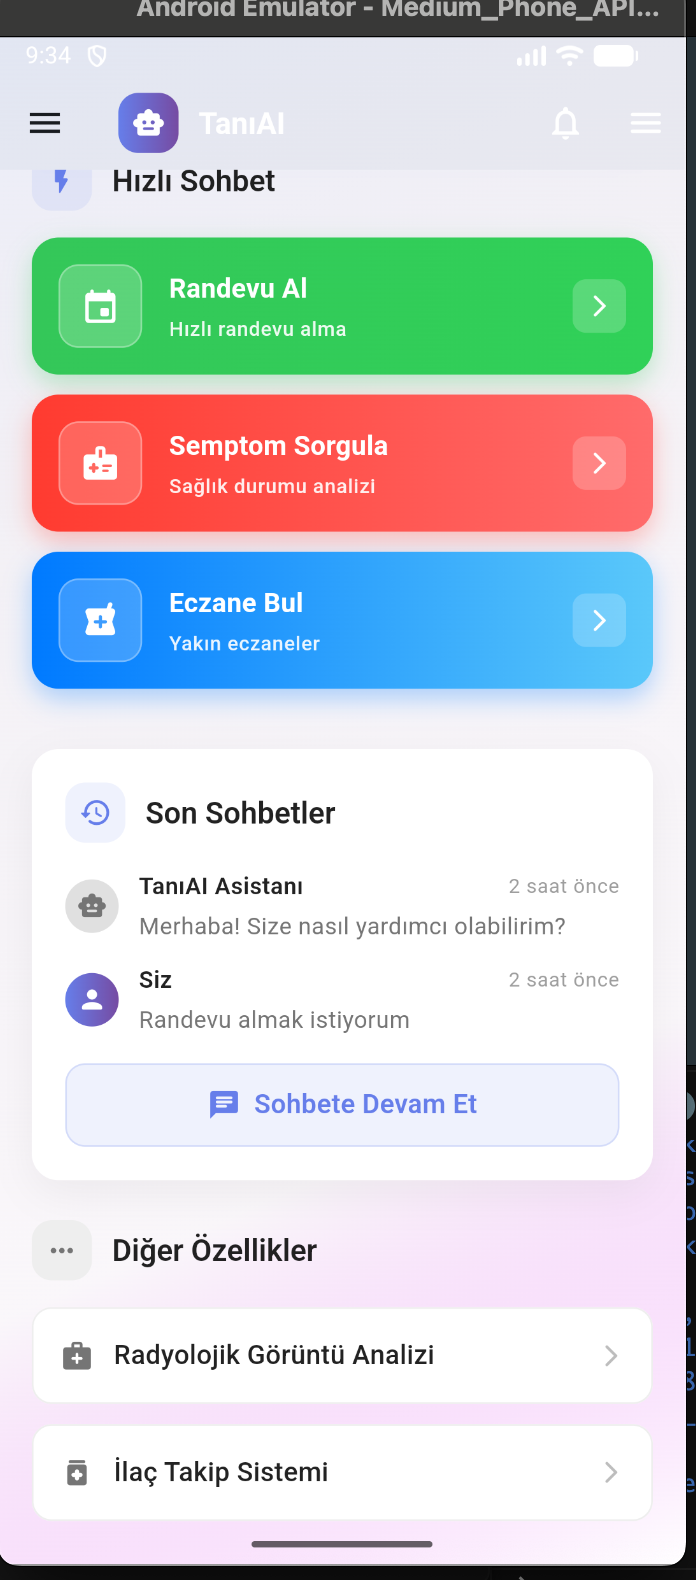 Android Emulator - Medium_Phone_API...
9:34
TanıAI
Hızlı Sohbet
Randevu Al
Hızlı randevu alma
Semptom Sorgula
Sağlık durumu analizi
Eczane Bul
Yakın eczaneler
Son Sohbetler
TanıAI Asistanı
2 saat önce
Merhaba! Size nasıl yardımcı olabilirim?
Siz
2 saat önce
Randevu almak istiyorum
Sohbete Devam Et
Diğer Özellikler
Radyolojik Görüntü Analizi
İlaç Takip Sistemi